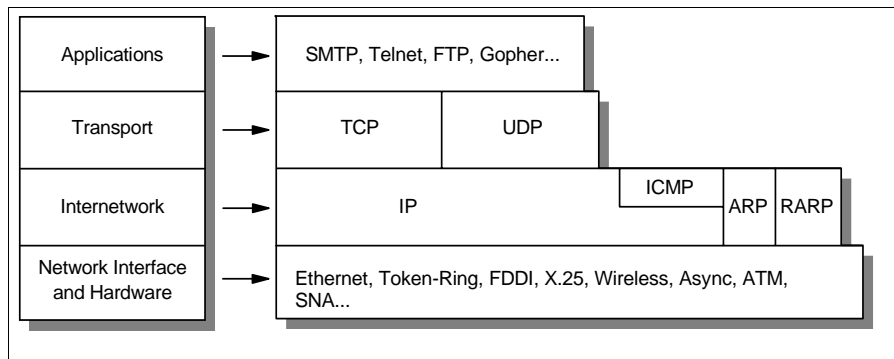 Applications
SMTP, Telnet, FTP, Gopher...
Transport
TCP
UDP
Internetwork
IP
ICMP
ARP
RARP
Network Interface
and Hardware
Ethernet, Token-Ring, FDDI, X.25, Wireless, Async, ATM,
SNA...